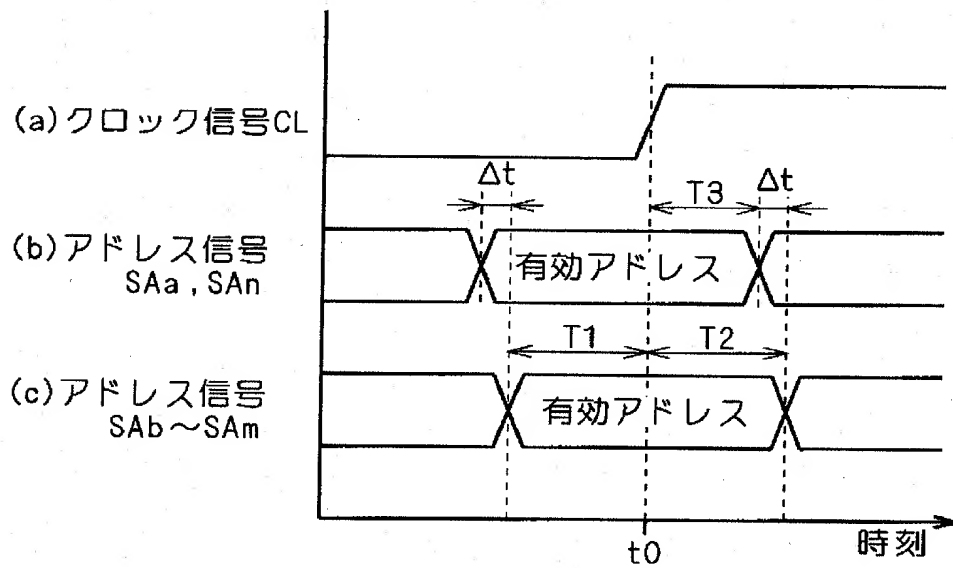 (a)クロック信号CL
Δt
T3
Δt
(b)アドレス信号
SAa,SAn
有効アドレス
T1
T2
(c)アドレス信号
SAb～SAm
有効アドレス
t0
時刻